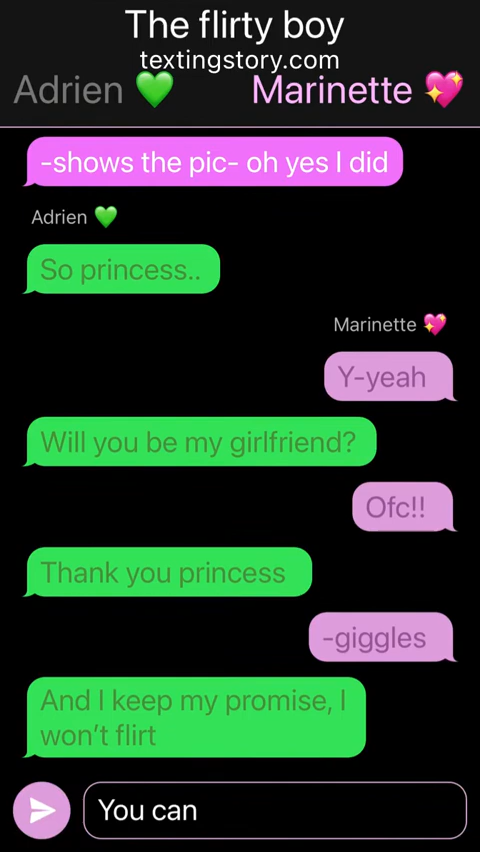 The flirty boy
textingstory.com
Adrien 💚 Marinette 💖
-shows the pic- oh yes I did
Adrien 💚
So princess..
Marinette 💖
Y-yeah
Will you be my girlfriend?
Ofc!!
Thank you princess
-giggles
And I keep my promise, I
won't flirt
You can